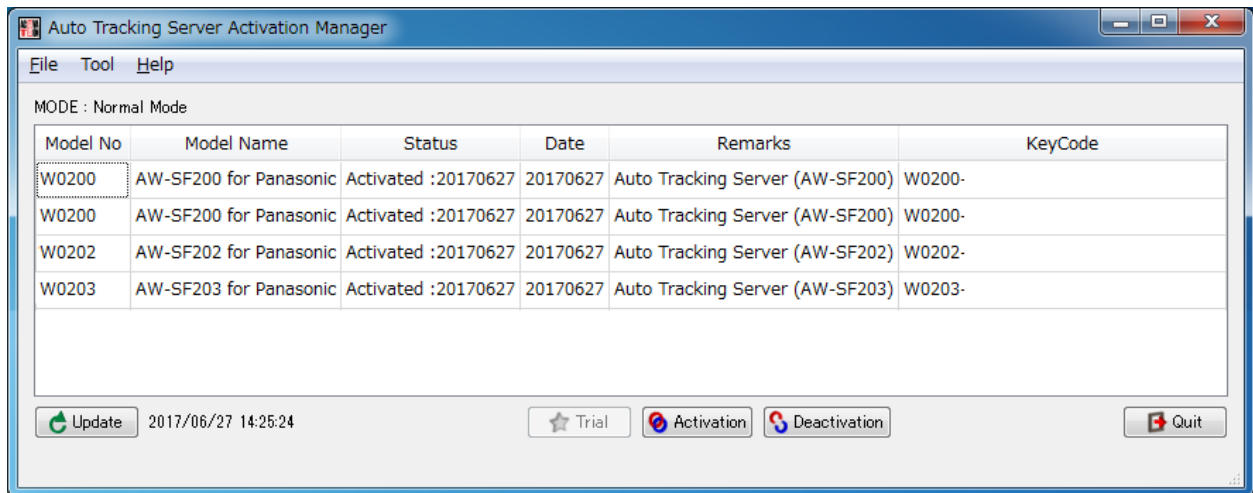 Auto Tracking Server Activation Manager
File Tool Help
MODE : Normal Mode
Model No Model Name Status Date Remarks KeyCode
W0200 AW-SF200 for Panasonic Activated :20170627 20170627 Auto Tracking Server (AW-SF200) W0200-
W0200 AW-SF200 for Panasonic Activated :20170627 20170627 Auto Tracking Server (AW-SF200) W0200-
W0202 AW-SF202 for Panasonic Activated :20170627 20170627 Auto Tracking Server (AW-SF202) W0202-
W0203 AW-SF203 for Panasonic Activated :20170627 20170627 Auto Tracking Server (AW-SF203) W0203-
Update 2017/06/27 14:25:24 Trial Activation Deactivation Quit